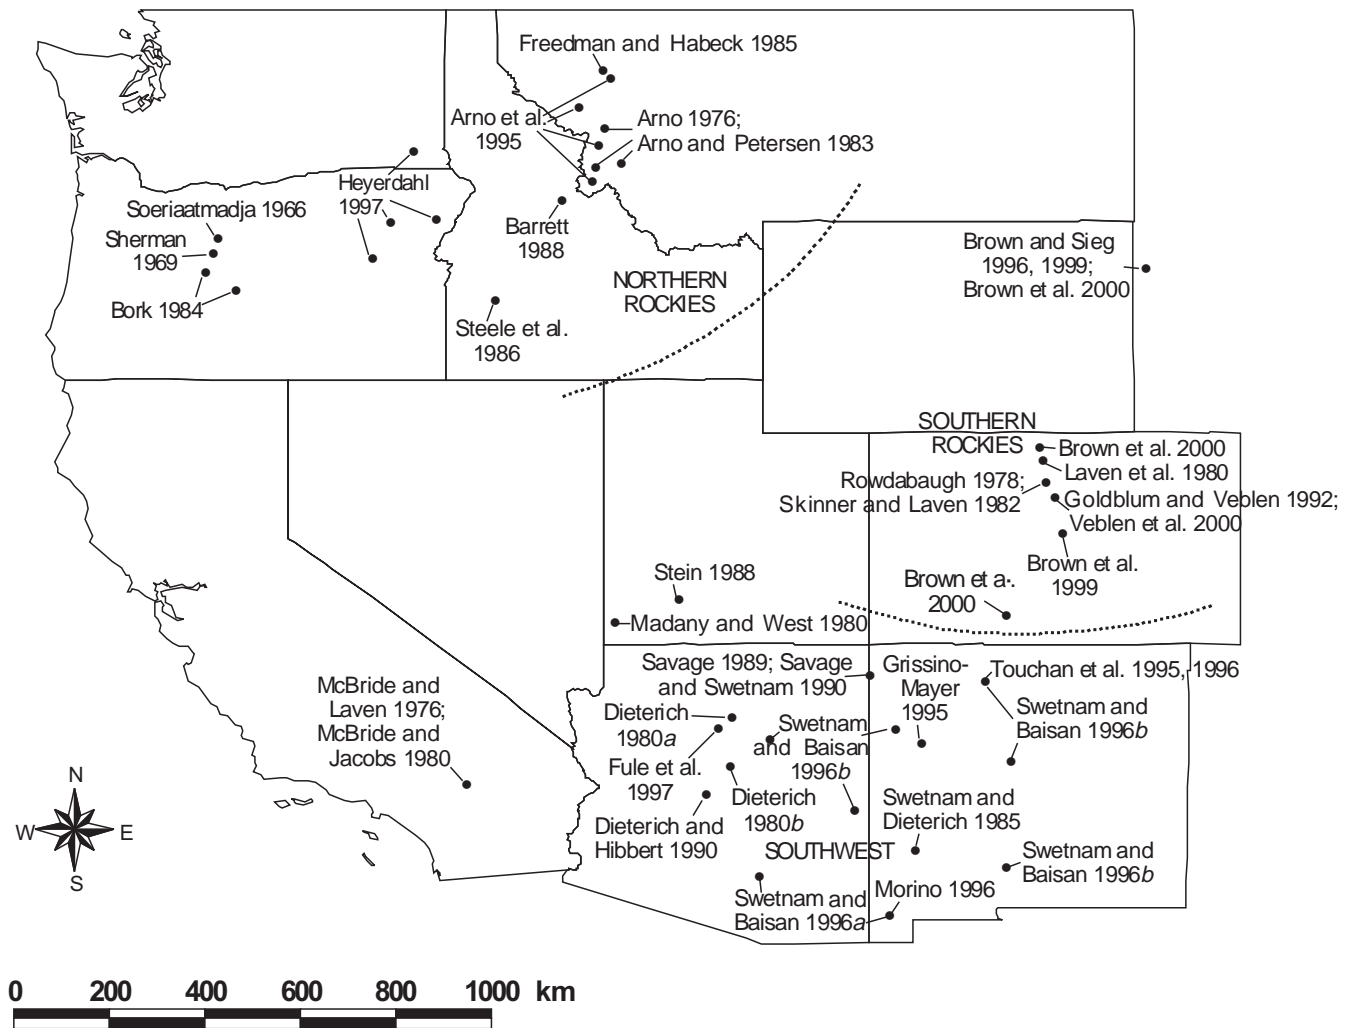 Freedman and Habeck 1985
Arno et al.
1995
Arno 1976;
Arno and Petersen 1983
Heyerdahl
1997
Soeriaatmadja 1966
Sherman
1969
Bork 1984
Barrett
1988
NORTHERN
ROCKIES
Steele et al.
1986
Brown and Sieg
1996, 1999;
Brown et al. 2000
SOUTHERN
ROCKIES
Brown et al. 2000
Laven et al. 1980
Rowdabaugh 1978;
Skinner and Laven 1982
Goldblum and Veblen 1992;
Veblen et al. 2000
Brown et al.
1999
Brown et a.
2000
Stein 1988
Madany and West 1980
Savage 1989; Savage
and Swetnam 1990
Grissino-
Mayer
1995
Touchan et al. 1995, 1996
Swetnam and
Baisan 1996b
McBride and
Laven 1976;
McBride and
Jacobs 1980
Dieterich
1980a
Swetnam
and Baisan
1996b
Fule et al.
1997
Dieterich
1980b
Dieterich and
Hibbert 1990
Swetnam and
Dieterich 1985
SOUTHWEST
Swetnam and
Baisan 1996b
Swetnam and
Baisan 1996a
Morino 1996
N
W E
S
0 200 400 600 800 1000 km